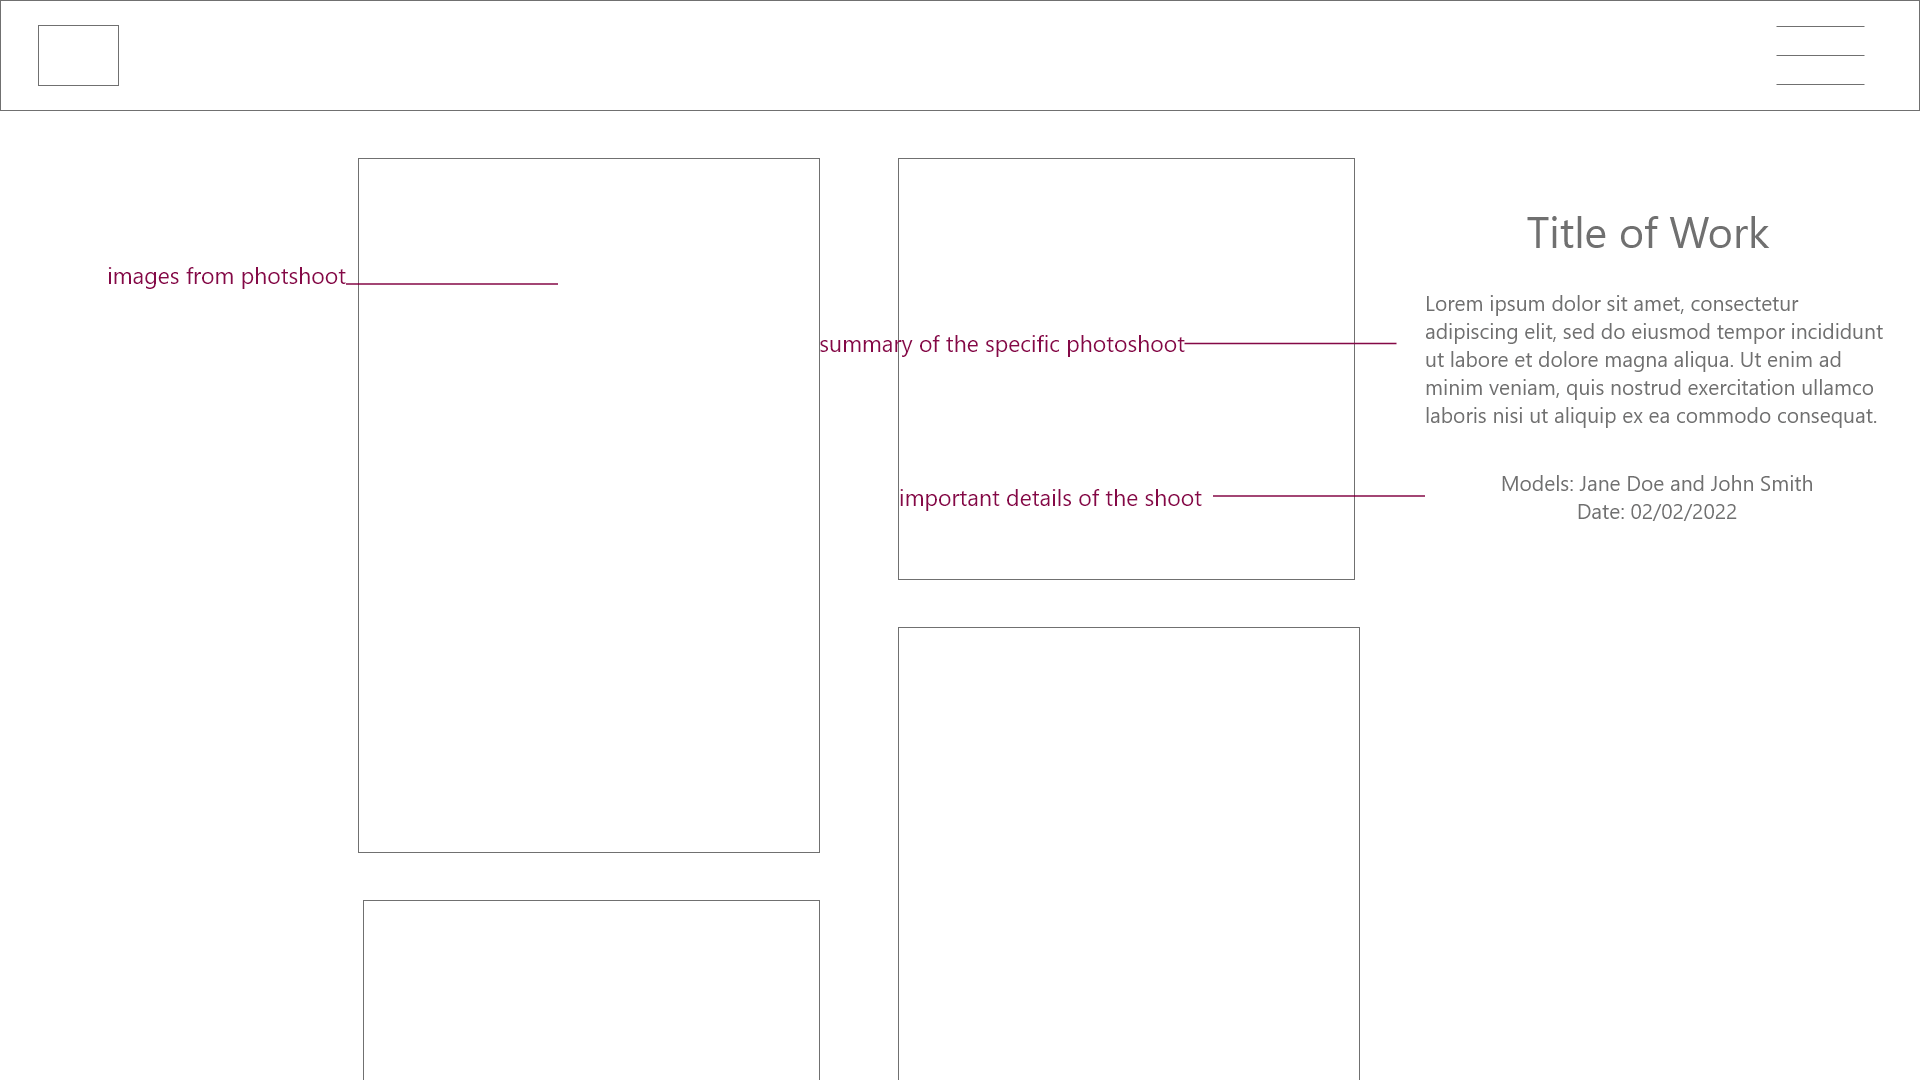 Title of Work
images from photshoot
Lorem ipsum dolor sit amet, consectetur
adipiscing elit, sed do eiusmod tempor incididunt
ut labore et dolore magna aliqua. Ut enim ad
minim veniam, quis nostrud exercitation ullamco
laboris nisi ut aliquip ex ea commodo consequat.
summary of the specific photoshoot
Models: Jane Doe and John Smith
Date: 02/02/2022
important details of the shoot